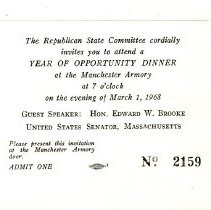 The Republican State Committee cordially
invites you to attend a
YEAR OF OPPORTUNITY DINNER
at the Manchester Armory
at 7 o'clock
on the evening of March 1, 1968
GUEST SPEAKER: HON. EDWARD W. BROOKE
UNITED STATES SENATOR, MASSACHUSETTS
Please present this invitation
at the Manchester Armory
door.
ADMIT ONE
No 2159